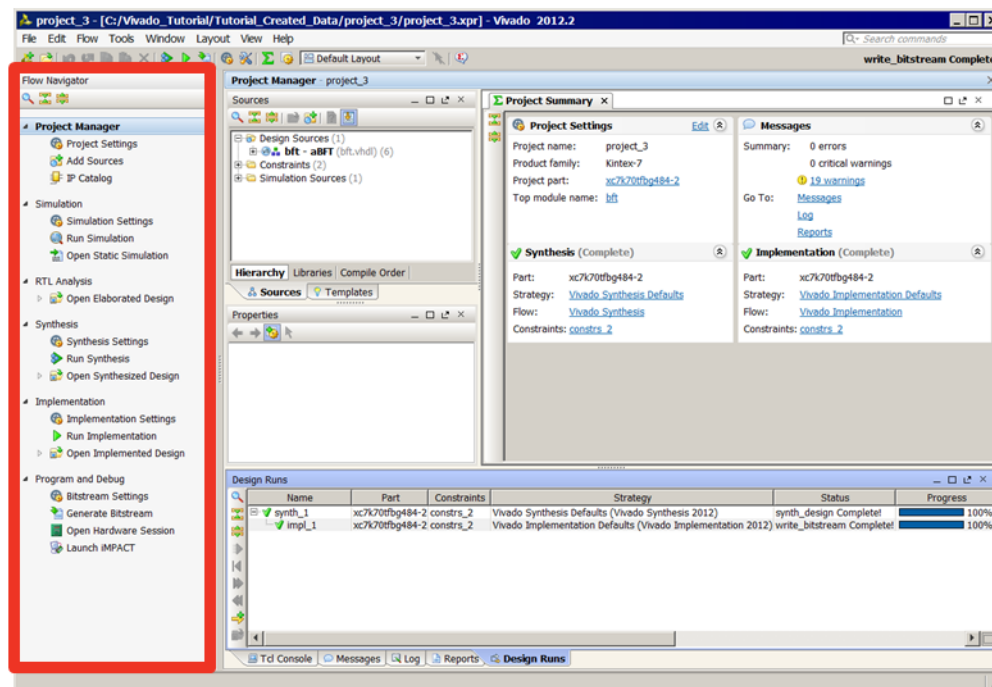 project_3 - [C:/Vivado_Tutorial/Tutorial_Created_Data/project_3/project_3.xpr] - Vivado 2012.2
File Edit Flow Tools Window Layout View Help
Search commands
Default Layout
write_bitstream Complete
Flow Navigator
Project Manager
Project Settings
Add Sources
IP Catalog
Simulation
Simulation Settings
Run Simulation
Open Static Simulation
RTL Analysis
Open Elaborated Design
Synthesis
Synthesis Settings
Run Synthesis
Open Synthesized Design
Implementation
Implementation Settings
Run Implementation
Open Implemented Design
Program and Debug
Bitstream Settings
Generate Bitstream
Open Hardware Session
Launch iMPACT
Project Manager - project_3
Sources
Design Sources (1)
bft - aBFT (bft.vhdl) (6)
Constraints (2)
Simulation Sources (1)
Hierarchy Libraries Compile Order
Sources Templates
Properties
Project Summary
Project Settings Edit
Project name: project_3
Product family: Kintex-7
Project part: xc7k70tfbg484-2
Top module name: bft
Messages
Summary: 0 errors
0 critical warnings
19 warnings
Go To: Messages
Log
Reports
Synthesis (Complete)
Part: xc7k70tfbg484-2
Strategy: Vivado Synthesis Defaults
Flow: Vivado Synthesis
Constraints: constrs_2
Implementation (Complete)
Part: xc7k70tfbg484-2
Strategy: Vivado Implementation Defaults
Flow: Vivado Implementation
Constraints: constrs_2
Design Runs
Name Part Constraints Strategy Status Progress
synth_1 xc7k70tfbg484-2 constrs_2 Vivado Synthesis Defaults (Vivado Synthesis 2012) synth_design Complete! 100%
impl_1 xc7k70tfbg484-2 constrs_2 Vivado Implementation Defaults (Vivado Implementation 2012) write_bitstream Complete! 100%
Tcl Console Messages Log Reports Design Runs